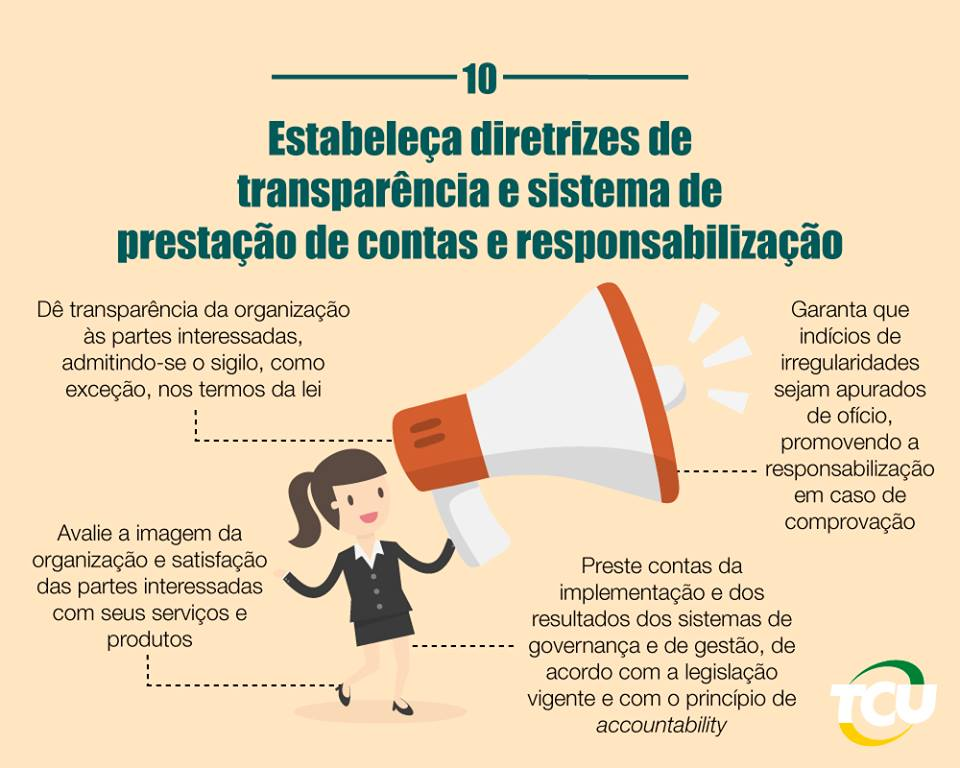 10
Estabeleça diretrizes de
transparência e sistema de
prestação de contas e responsabilização
Dê transparência da organização
às partes interessadas,
admitindo-se o sigilo, como
exceção, nos termos da lei
Garanta que
indícios de
irregularidades
sejam apurados
de ofício,
promovendo a
responsabilização
em caso de
comprovação
Avalie a imagem da
organização e satisfação
das partes interessadas
com seus serviços e
produtos
Preste contas da
implementação e dos
resultados dos sistemas de
governança e de gestão, de
acordo com a legislação
vigente e com o princípio de
accountability
TCU